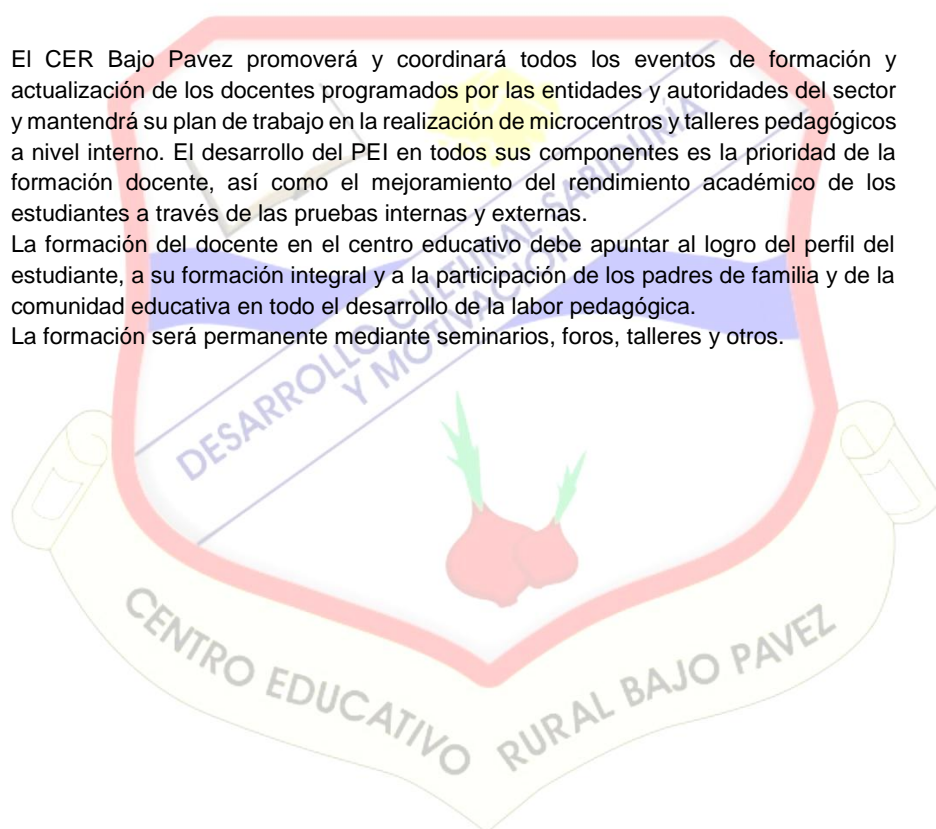 El CER Bajo Pavez promoverá y coordinará todos los eventos de formación y
actualización de los docentes programados por las entidades y autoridades del sector
y mantendrá su plan de trabajo en la realización de microcentros y talleres pedagógicos
a nivel interno. El desarrollo del PEI en todos sus componentes es la prioridad de la
formación docente, así como el mejoramiento del rendimiento académico de los
estudiantes a través de las pruebas internas y externas.
La formación del docente en el centro educativo debe apuntar al logro del perfil del
estudiante, a su formación integral y a la participación de los padres de familia y de la
comunidad educativa en todo el desarrollo de la labor pedagógica.
La formación será permanente mediante seminarios, foros, talleres y otros.
DESARROLLO CULTURAL SABIDURÍA
Y MOTIVACIÓN
CENTRO EDUCATIVO RURAL BAJO PAVEZ